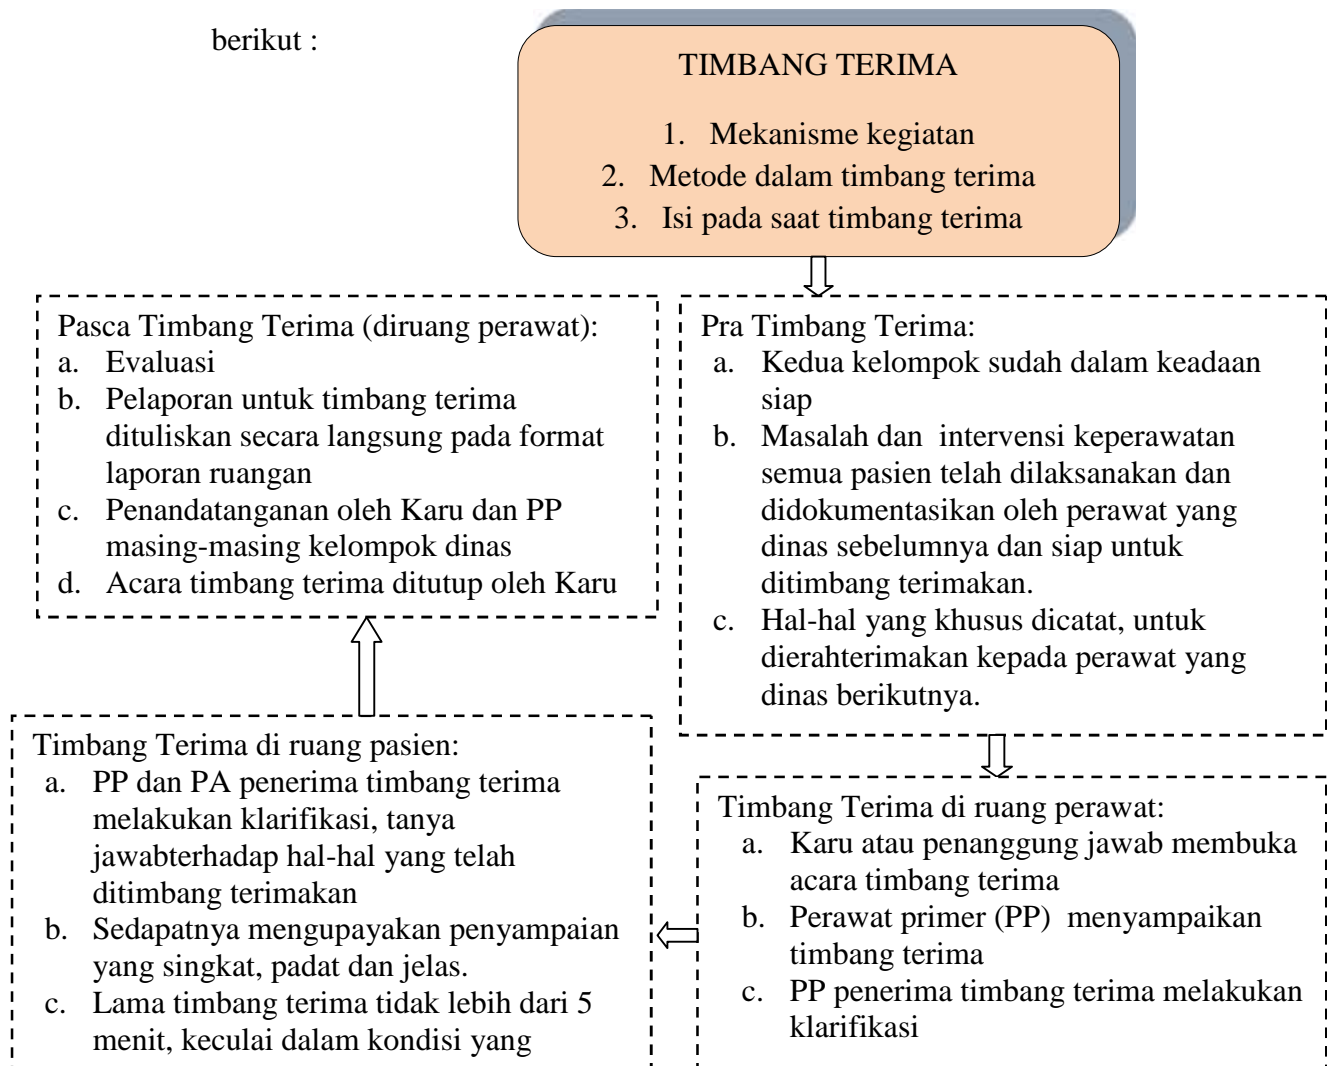 berikut :
TIMBANG TERIMA
1. Mekanisme kegiatan
2. Metode dalam timbang terima
3. Isi pada saat timbang terima
Pra Timbang Terima:
a. Kedua kelompok sudah dalam keadaan
siap
b. Masalah dan intervensi keperawatan
semua pasien telah dilaksanakan dan
didokumentasikan oleh perawat yang
dinas sebelumnya dan siap untuk
ditimbang terimakan.
c. Hal-hal yang khusus dicatat, untuk
dierahterimakan kepada perawat yang
dinas berikutnya.
Timbang Terima di ruang perawat:
a. Karu atau penanggung jawab membuka
acara timbang terima
b. Perawat primer (PP) menyampaikan
timbang terima
c. PP penerima timbang terima melakukan
klarifikasi
Timbang Terima di ruang pasien:
a. PP dan PA penerima timbang terima
melakukan klarifikasi, tanya
jawabterhadap hal-hal yang telah
ditimbang terimakan
b. Sedapatnya mengupayakan penyampaian
yang singkat, padat dan jelas.
c. Lama timbang terima tidak lebih dari 5
menit, keculai dalam kondisi yang
Pasca Timbang Terima (diruang perawat):
a. Evaluasi
b. Pelaporan untuk timbang terima
dituliskan secara langsung pada format
laporan ruangan
c. Penandatanganan oleh Karu dan PP
masing-masing kelompok dinas
d. Acara timbang terima ditutup oleh Karu